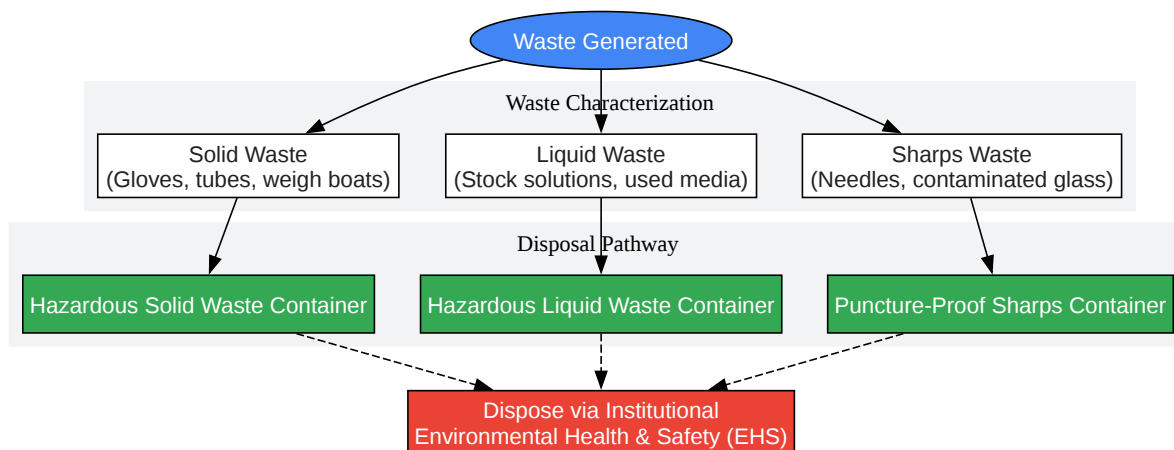 Waste Generated
Waste Characterization
Solid Waste
(Gloves, tubes, weigh boats)
Liquid Waste
(Stock solutions, used media)
Sharps Waste
(Needles, contaminated glass)
Disposal Pathway
Hazardous Solid Waste Container
Hazardous Liquid Waste Container
Puncture-Proof Sharps Container
Dispose via Institutional
Environmental Health & Safety (EHS)